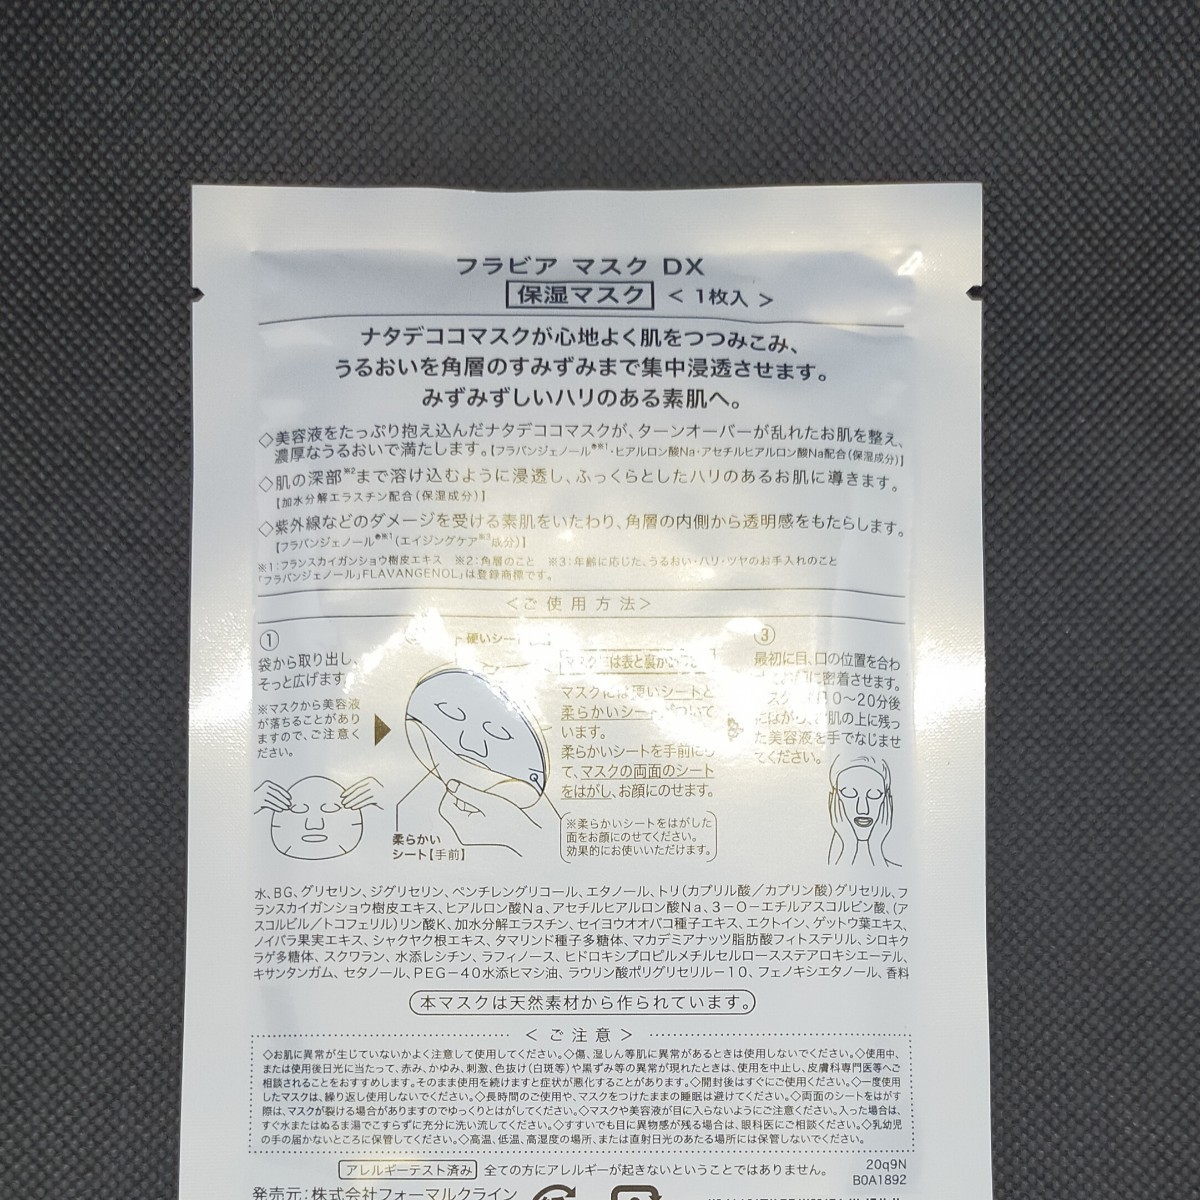 フラビア マスク DX
保湿マスク < 1枚入 >
ナタデココマスクが心地よく肌をつつみこみ、
うるおいを角層のすみずみまで集中浸透させます。
みずみずしいハリのある素肌へ。
◇美容液をたっぷり抱え込んだナタデココマスクが、ターンオーバーが乱れたお肌を整え、
濃厚なうるおいで満たします。【フラバンジェノール®※1・ヒアルロン酸Na・アセチルヒアルロン酸Na配合(保湿成分)】
◇肌の深部※2まで溶け込むように浸透し、ふっくらとしたハリのあるお肌に導きます。
【加水分解エラスチン配合(保湿成分)】
◇紫外線などのダメージを受ける素肌をいたわり、角層の内側から透明感をもたらします。
【フラバンジェノール®※1(エイジングケア※3成分)】
※1:フランスカイガンショウ樹皮エキス ※2:角層のこと ※3:年齢に応じた、うるおい・ハリ・ツヤのお手入れのこと
「フラバンジェノール」「FLAVANGENOL」は登録商標です。
<ご使用方法>
①
袋から取り出し、
そっと広げます。
※マスクから美容液
が落ちることがあり
ますので、ご注意く
ださい。
硬いシー
柔らかい
シート【手前】
マスク
は表と裏が
マスクには硬いシートと
柔らかいシー がついて
います。
柔らかいシートを手前に
て、マスクの両面のシート
をはがし、お顔にのせます。
※柔らかいシートをはがした
面をお顔にのせてください。
効果的にお使いいただけます。
③
最初に目、口の位置を合わ
に密着させます。
0〜20分後
にはがし、 肌の上に残っ
た美容液を手でなじませ
てください。
水、BG、グリセリン、ジグリセリン、ペンチレングリコール、エタノール、トリ(カプリル酸/カプリン酸)グリセリル、フ
ランスカイガンショウ樹皮エキス、ヒアルロン酸Na、アセチルヒアルロン酸Na、3-O-エチルアスコルビン酸、(ア
スコルビル/トコフェリル)リン酸K、加水分解エラスチン、セイヨウオオバコ種子エキス、エクトイン、ゲットウ葉エキス、
ノイバラ果実エキス、シャクヤク根エキス、タマリンド種子多糖体、マカデミアナッツ脂肪酸フィトステリル、シロキク
ラゲ多糖体、スクワラン、水添レシチン、ラフィノース、ヒドロキシプロピルメチルセルロースステアロキシエーテル、
キサンタンガム、セタノール、PEG-40水添ヒマシ油、ラウリン酸ポリグリセリル-10、フェノキシエタノール、香料
本マスクは天然素材から作られています。
<ご注意>
◇お肌に異常が生じていないかよく注意して使用してください。◇傷、湿しん等肌に異常があるときは使用しないでください。◇使用中、
または使用後日光に当たって、赤み、かゆみ、刺激、色抜け(白斑等)や黒ずみ等の異常が現れたときは、使用を中止し、皮膚科専門医等へご
相談されることをおすすめします。そのまま使用を続けますと症状が悪化することがあります。◇開封後はすぐにご使用ください。◇一度使用
したマスクは、繰り返し使用しないでください。◇長時間のご使用や、マスクをつけたままの睡眠は避けてください。◇両面のシートをはがす
際は、マスクが裂ける場合がありますのでゆっくりとはがしてください。◇マスクや美容液が目に入らないようにご注意ください。入った場合は、
すぐ水またはぬるま湯でこすらずに充分に洗い流してください。◇すすいでも目に異物感が残る場合は、眼科医にご相談ください。◇乳幼児
の手の届かないところに保管してください。◇高温、低温、高湿度の場所、または直射日光のあたる場所には保管しないでください。
アレルギーテスト済み 全ての方にアレルギーが起きないということではありません。
20q9N
B0A1892
発売元:株式会社フォーマルクライン